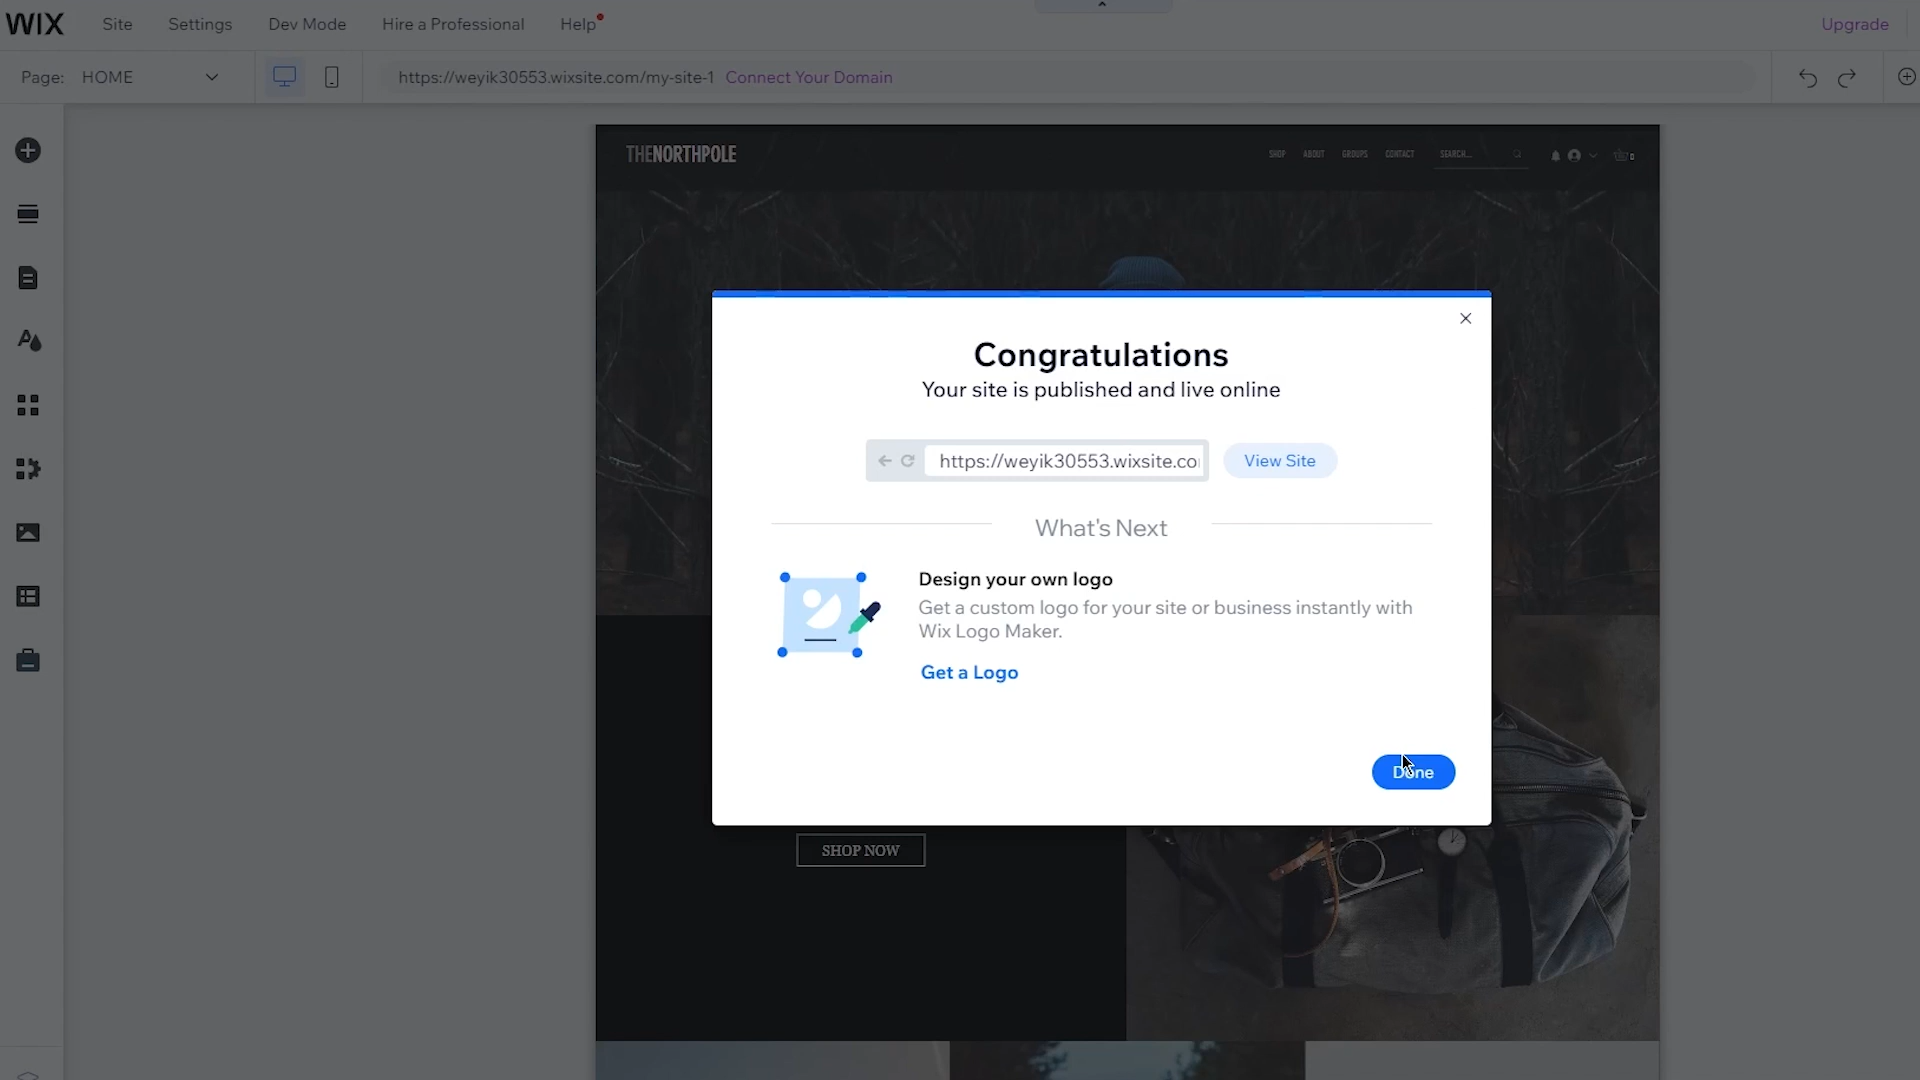 WIX Site Settings Dev Mode Hire a Professional Help Upgrade
Page: HOME https://weyik30553.wixsite.com/my-site-1 Connect Your Domain
THENORTHPOLE SHOP ABOUT GROUPS CONTACT SEARCH... 0
Congratulations
Your site is published and live online
https://weyik30553.wixsite.co View Site
What's Next
Design your own logo
Get a custom logo for your site or business instantly with
Wix Logo Maker.
Get a Logo
Done
SHOP NOW